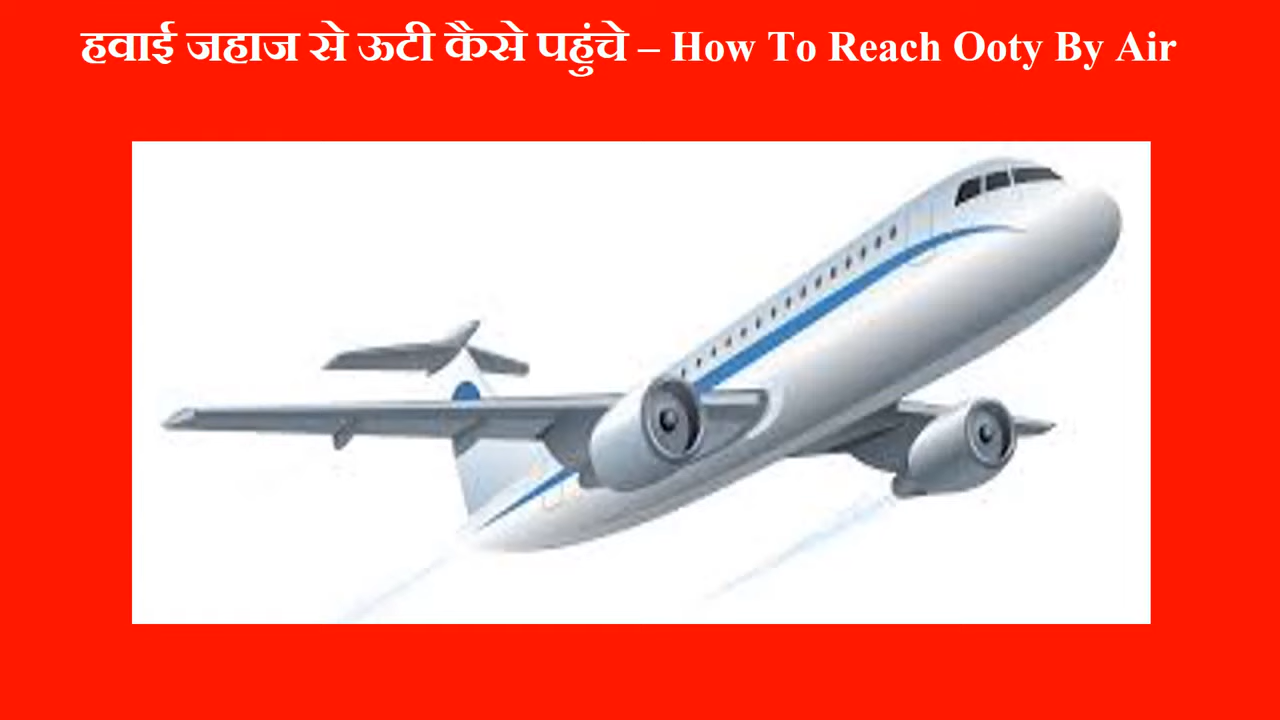 हवाई जहाज से ऊटी कैसे पहुंचे – How To Reach Ooty By Air